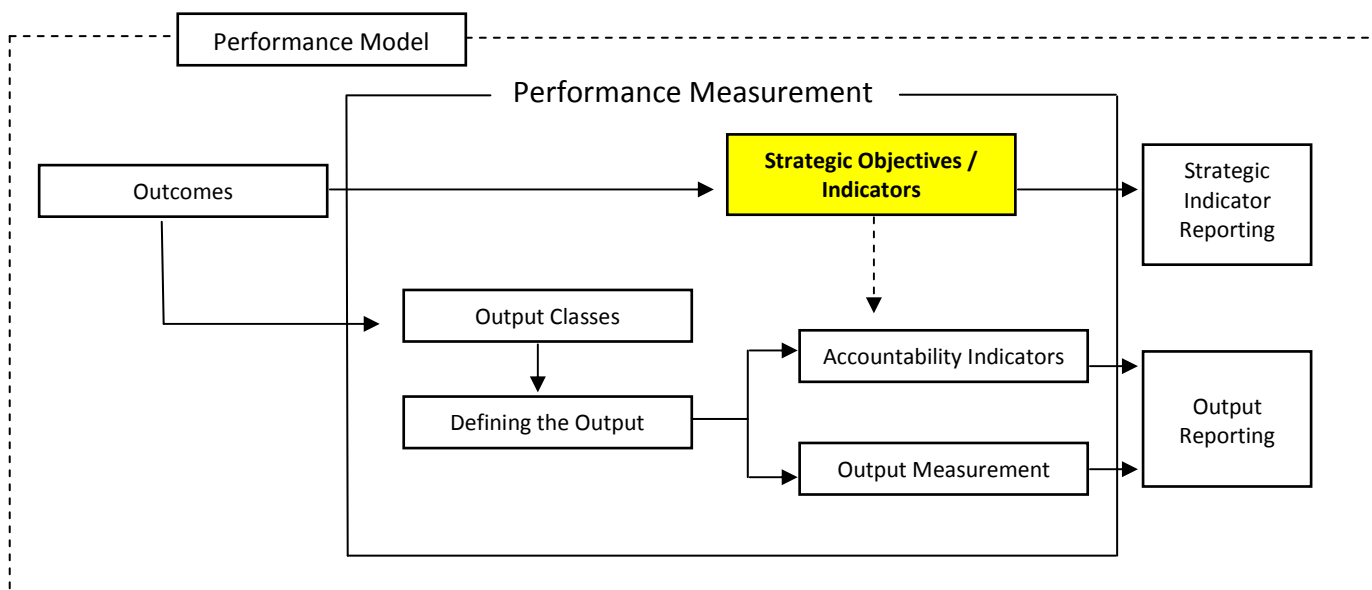 Performance Model
Performance Measurement
Outcomes
Strategic Objectives /
Indicators
Strategic
Indicator
Reporting
Output Classes
Accountability Indicators
Defining the Output
Output
Reporting
Output Measurement